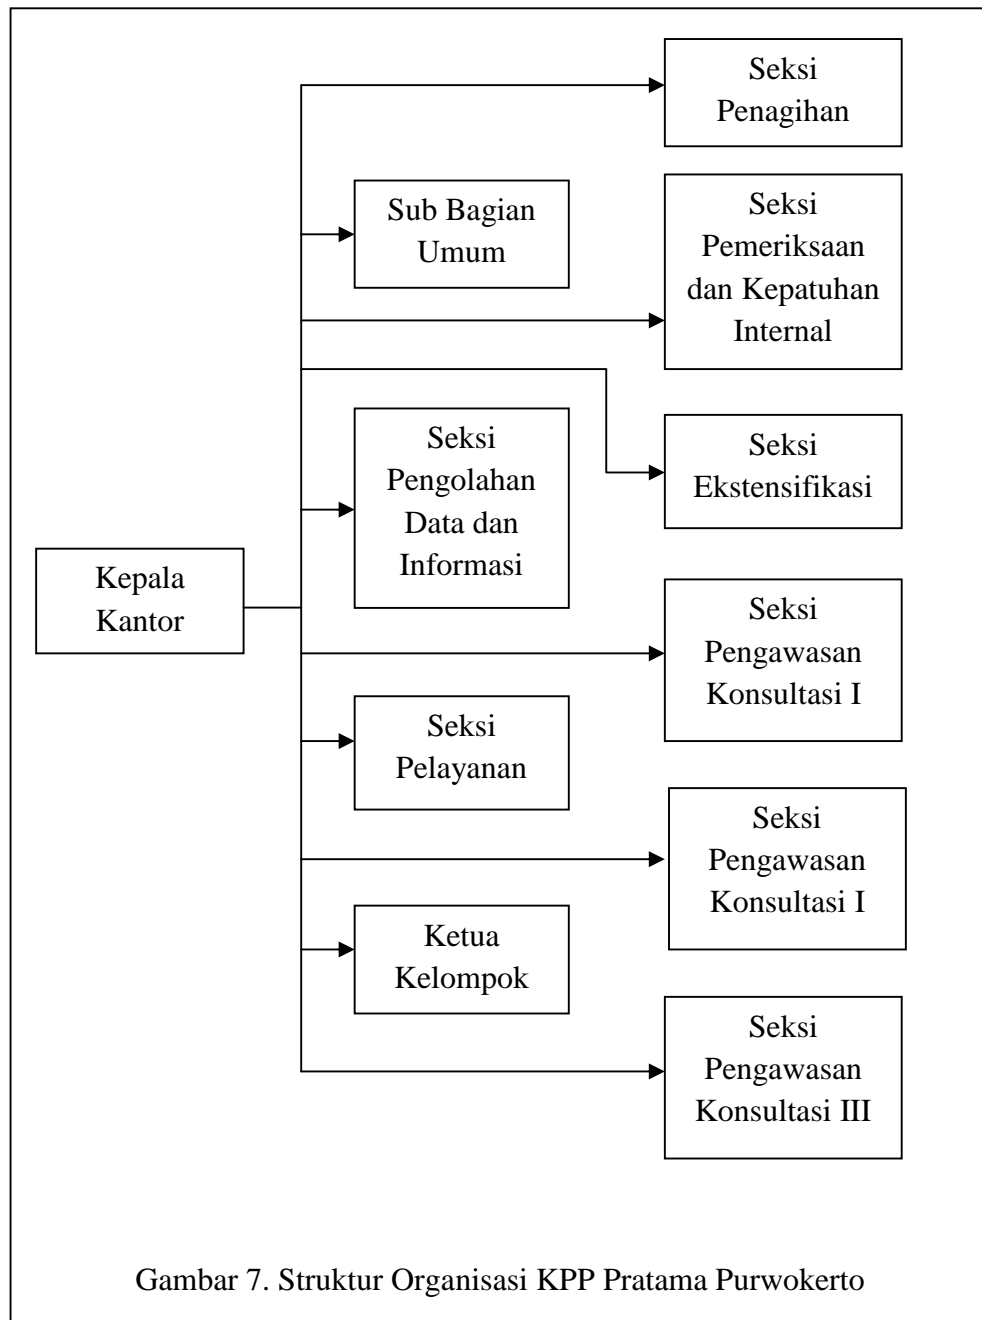 Seksi
Penagihan
Sub Bagian
Umum
Seksi
Pemeriksaan
dan Kepatuhan
Internal
Seksi
Pengolahan
Data dan
Informasi
Seksi
Ekstensifikasi
Kepala
Kantor
Seksi
Pengawasan
Konsultasi I
Seksi
Pelayanan
Seksi
Pengawasan
Konsultasi I
Ketua
Kelompok
Seksi
Pengawasan
Konsultasi III
Gambar 7. Struktur Organisasi KPP Pratama Purwokerto